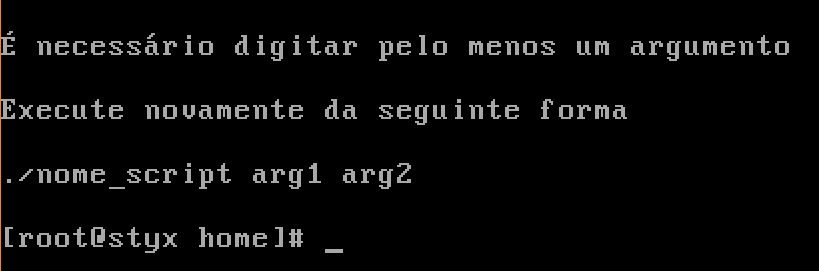 É necessário digitar pelo menos um argumento
Execute novamente da seguinte forma
./nome_script arg1 arg2
[root@styx home]# _